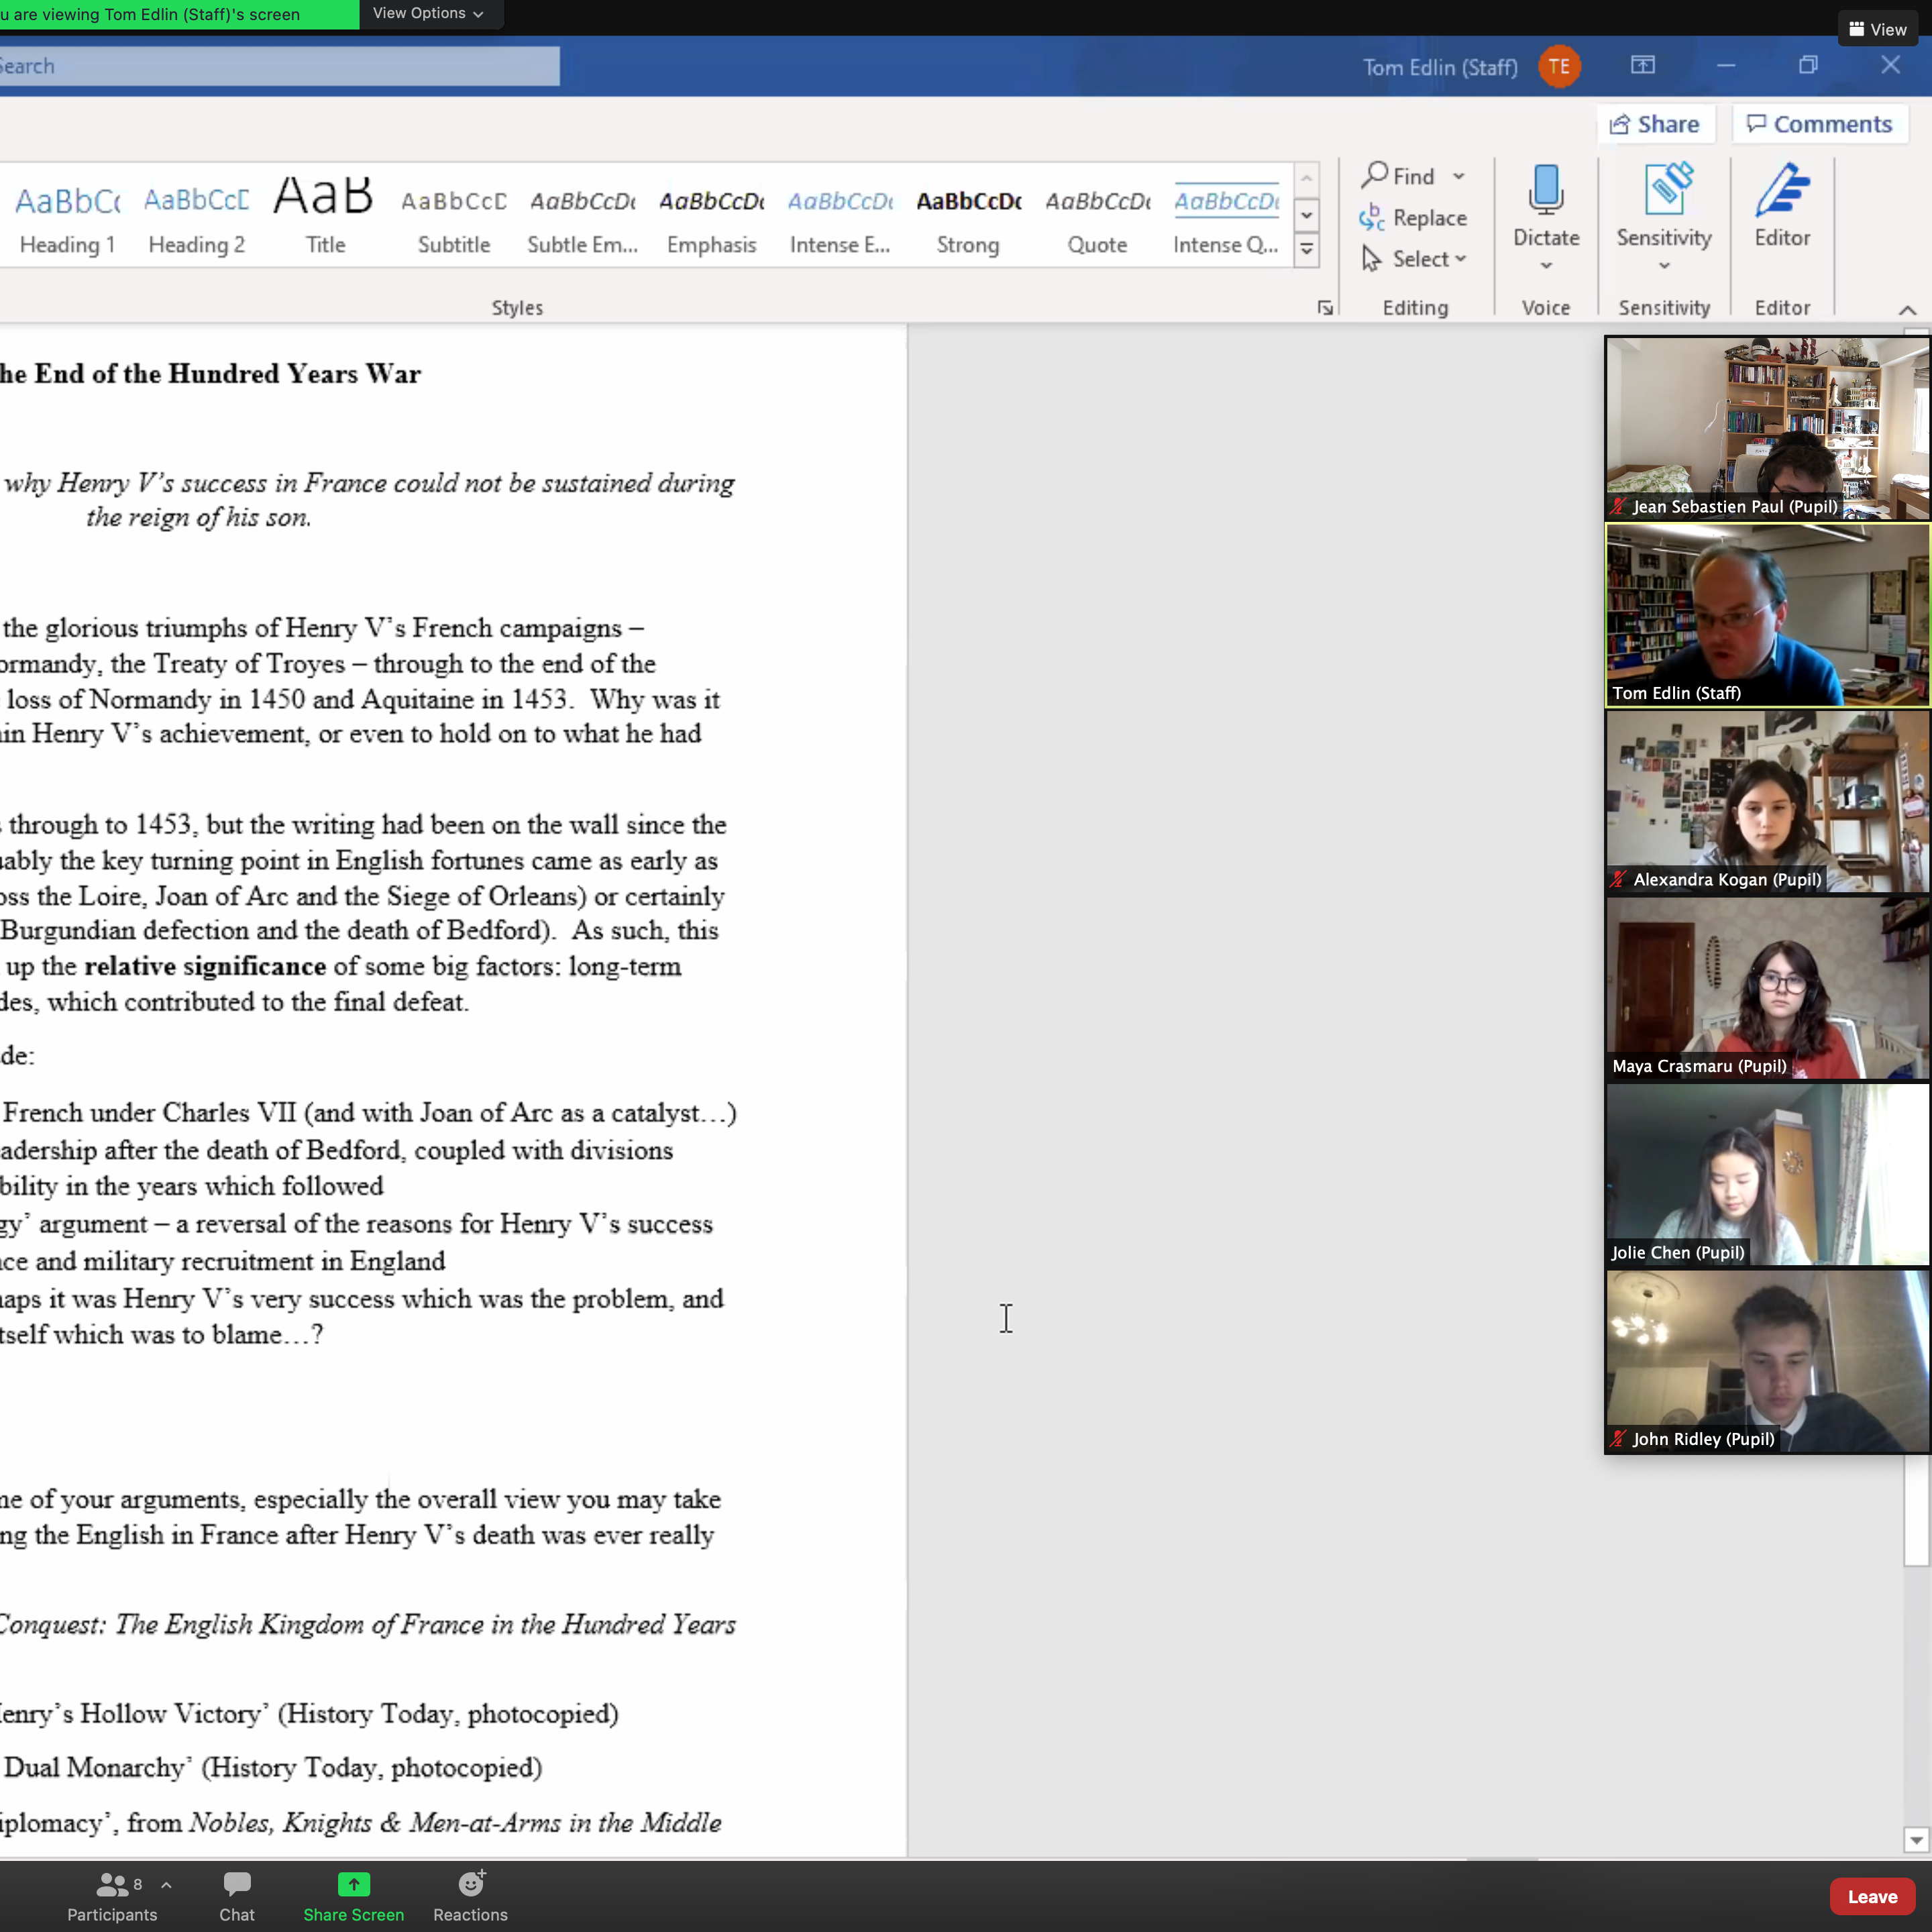 u are viewing Tom Edlin (Staff)'s screen
View Options
View
Search
Tom Edlin (Staff)
TE
Share
Comments
AaBbC
AaBbCc
AaB
AaBbCcD
AaBbCcD
AaBbCcD
AaBbCcD
AaBbCcD
AaBbCcD
AaBbCcD
Heading 1
Heading 2
Title
Subtitle
Subtle Em...
Emphasis
Intense E...
Strong
Quote
Intense Q...
Find
Replace
Select
Dictate
Sensitivity
Editor
Styles
Editing
Voice
Sensitivity
Editor
he End of the Hundred Years War
why Henry V's success in France could not be sustained during
the reign of his son.
the glorious triumphs of Henry V's French campaigns –
ormandy, the Treaty of Troyes – through to the end of the
loss of Normandy in 1450 and Aquitaine in 1453. Why was it
in Henry V's achievement, or even to hold on to what he had
through to 1453, but the writing had been on the wall since the
uably the key turning point in English fortunes came as early as
oss the Loire, Joan of Arc and the Siege of Orleans) or certainly
Burgundian defection and the death of Bedford). As such, this
up the relative significance of some big factors: long-term
des, which contributed to the final defeat.
de:
French under Charles VII (and with Joan of Arc as a catalyst...)
adership after the death of Bedford, coupled with divisions
bility in the years which followed
gy' argument – a reversal of the reasons for Henry V's success
ce and military recruitment in England
haps it was Henry V's very success which was the problem, and
tself which was to blame...?
me of your arguments, especially the overall view you may take
ng the English in France after Henry V's death was ever really
Conquest: The English Kingdom of France in the Hundred Years
enry's Hollow Victory' (History Today, photocopied)
Dual Monarchy' (History Today, photocopied)
iplomacy', from Nobles, Knights & Men-at-Arms in the Middle
Jean Sebastien Paul (Pupil)
Tom Edlin (Staff)
Alexandra Kogan (Pupil)
Maya Crasmaru (Pupil)
Jolie Chen (Pupil)
John Ridley (Pupil)
8
Participants
Chat
Share Screen
Reactions
Leave